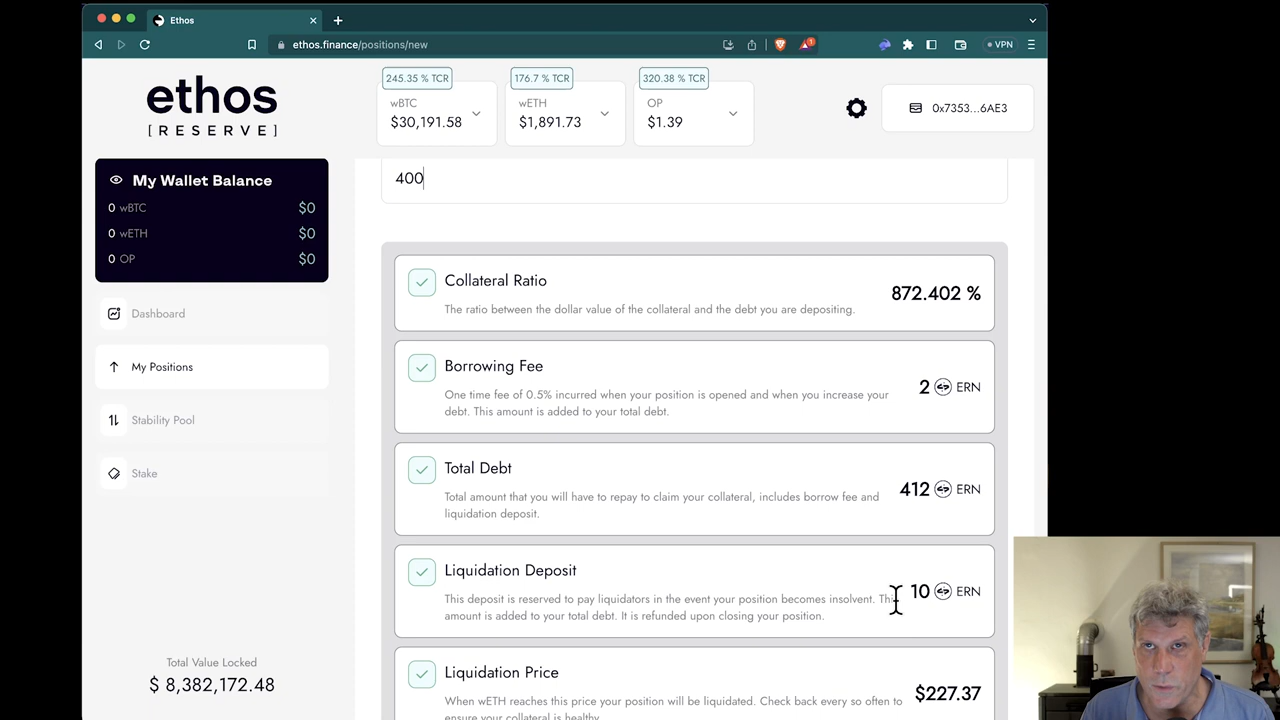 Ethos
ethos.finance/positions/new
VPN
ethos
[RESERVE]
245.35 % TCR
wBTC
$30,191.58
176.7 % TCR
wETH
$1,891.73
320.38 % TCR
OP
$1.39
0x7353...6AE3
My Wallet Balance
0 wBTC $0
0 wETH $0
0 OP $0
Dashboard
My Positions
Stability Pool
Stake
Total Value Locked
$ 8,382,172.48
400
Collateral Ratio
The ratio between the dollar value of the collateral and the debt you are depositing.
872.402 %
Borrowing Fee
One time fee of 0.5% incurred when your position is opened and when you increase your
debt. This amount is added to your total debt.
2 ERN
Total Debt
Total amount that you will have to repay to claim your collateral, includes borrow fee and
liquidation deposit.
412 ERN
Liquidation Deposit
This deposit is reserved to pay liquidators in the event your position becomes insolvent.
amount is added to your total debt. It is refunded upon closing your position.
10 ERN
Liquidation Price
When wETH reaches this price your position will be liquidated. Check back every so often to
ensure your collateral is healthy
$227.37